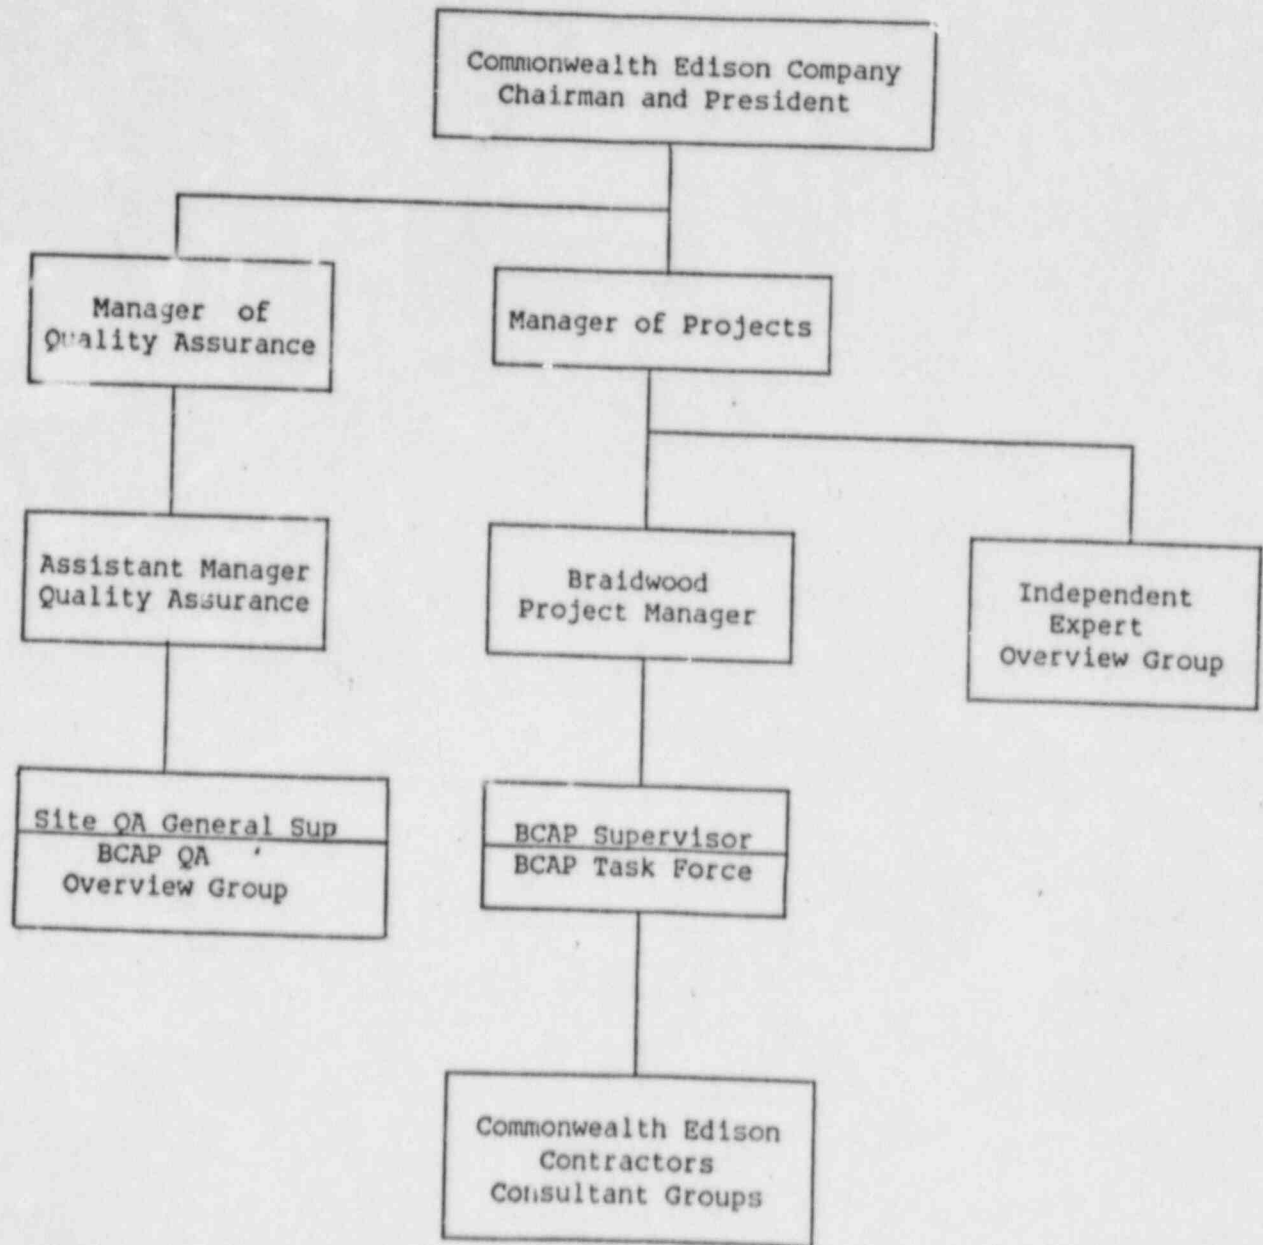 Commonwealth Edison Company
Chairman and President
Manager of
Quality Assurance
Manager of Projects
Assistant Manager
Quality Assurance
Braidwood
Project Manager
Independent
Expert
Overview Group
Site QA General Sup
BCAP QA
Overview Group
BCAP Supervisor
BCAP Task Force
Commonwealth Edison
Contractors
Consultant Groups